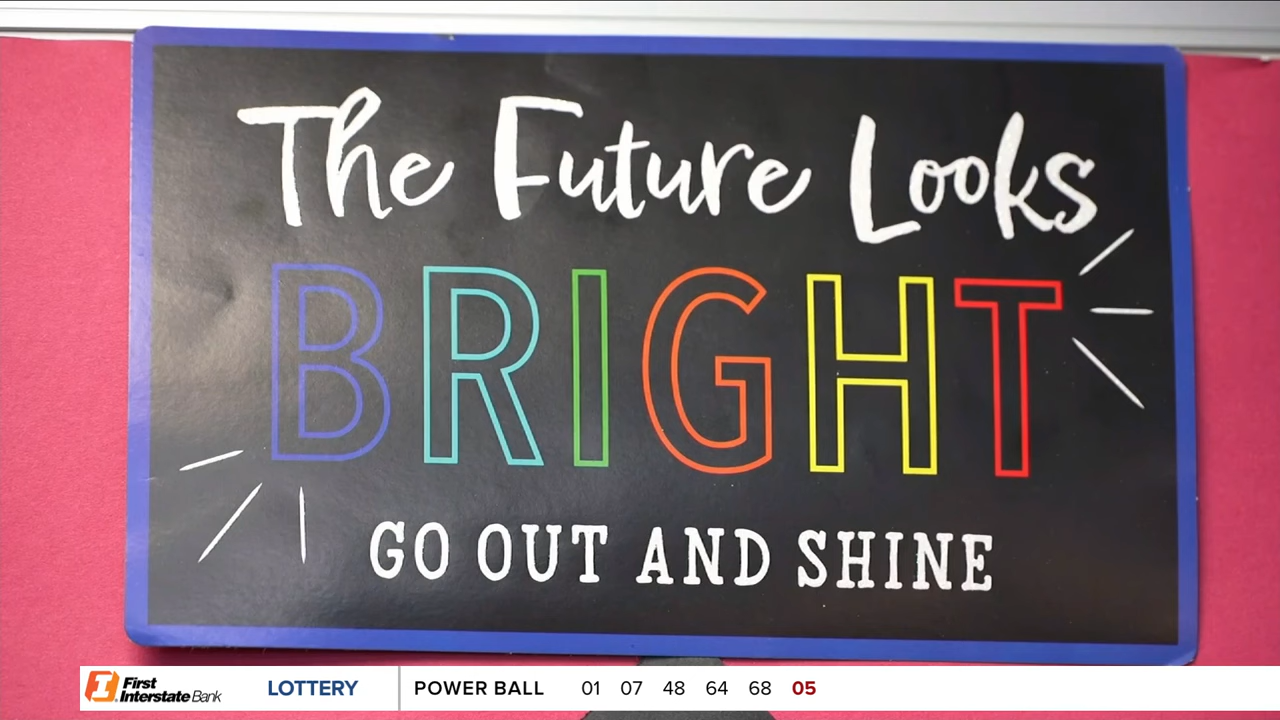 The Future Looks
BRIGHT
GO OUT AND SHINE
First
Interstate Bank
LOTTERY
POWER BALL 01 07 48 64 68 05